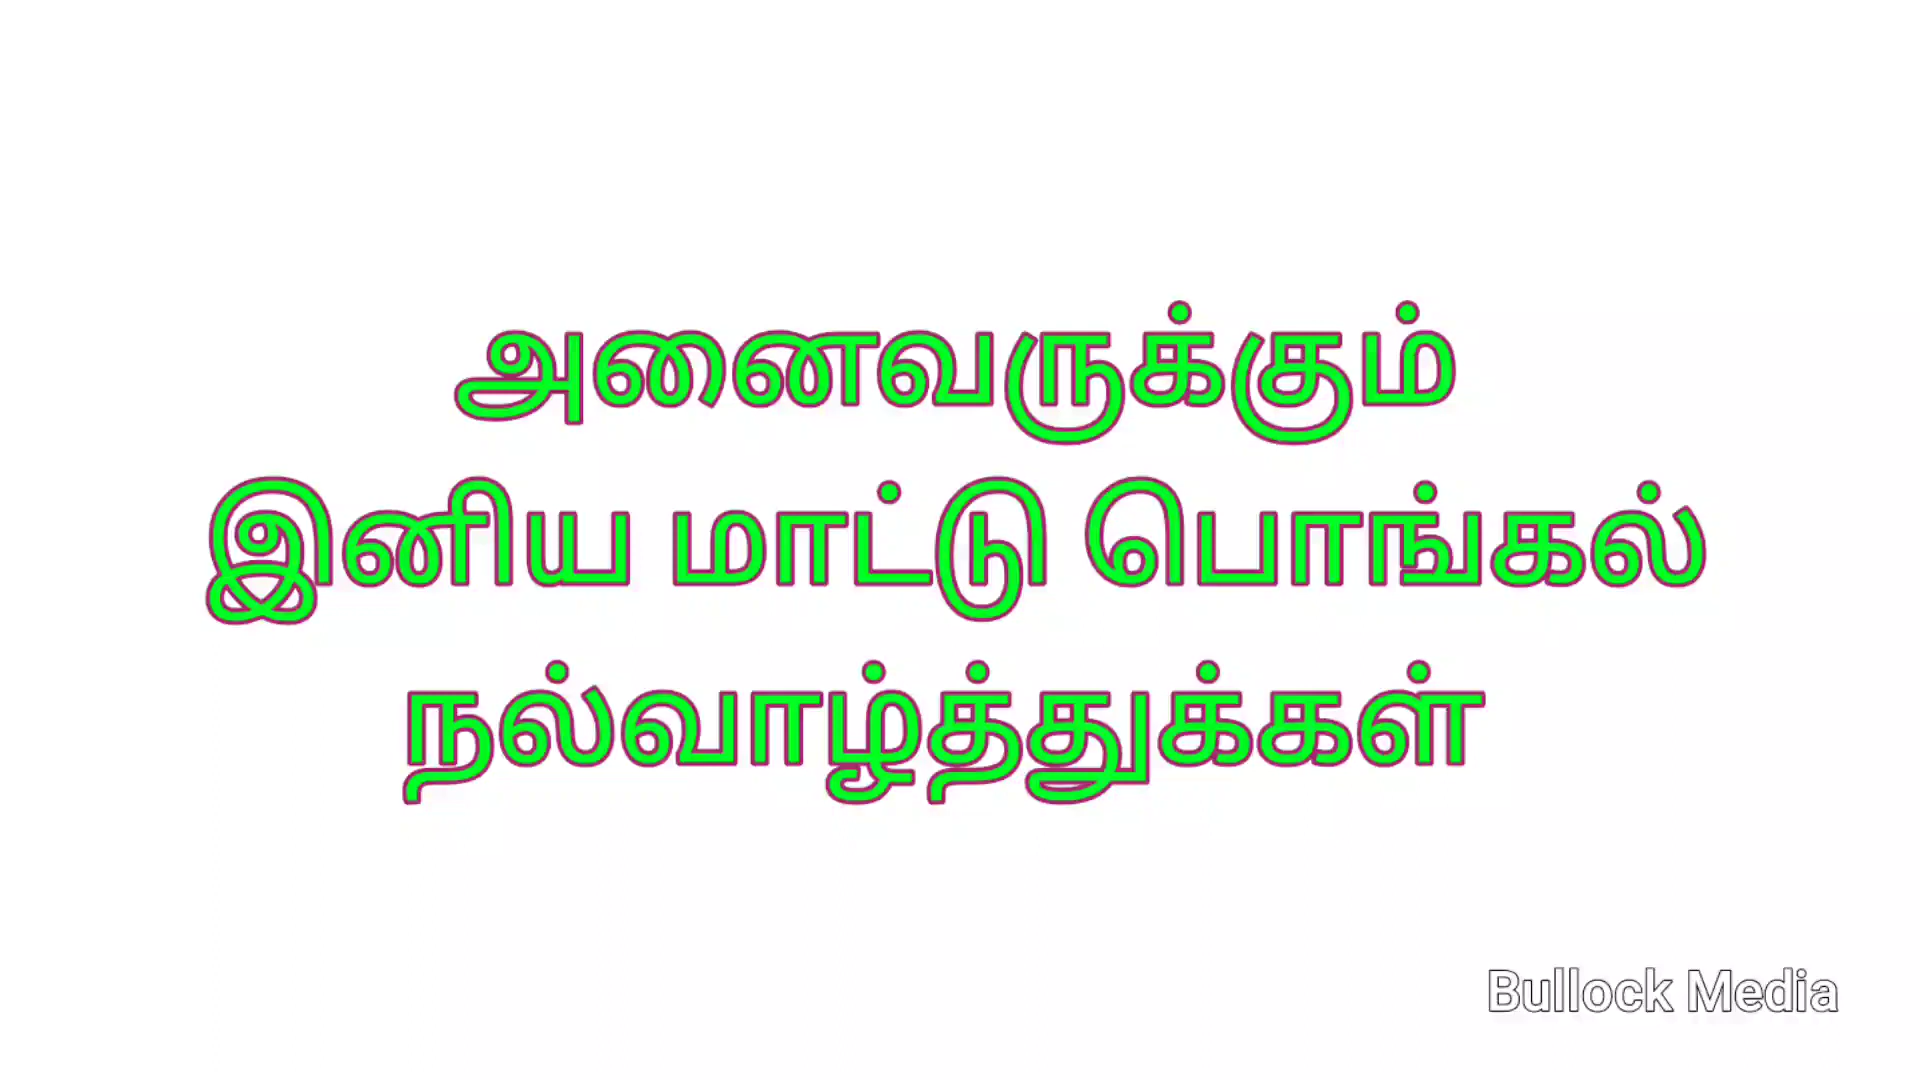 அனைவருக்கும்
இனிய மாட்டு பொங்கல்
நல்வாழ்த்துக்கள்
Bullock Media